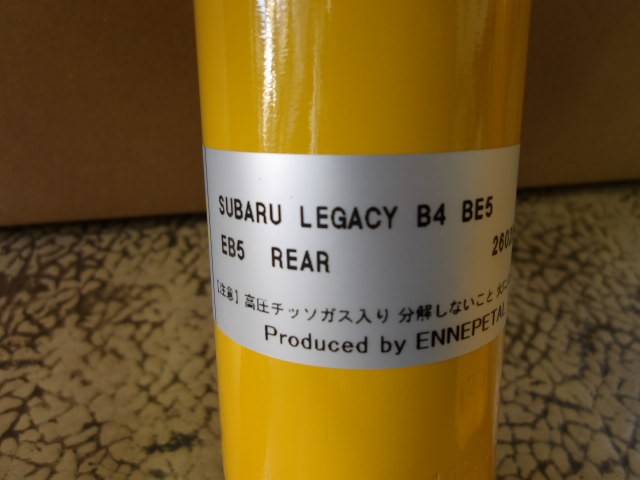 SUBARU LEGACY B4 BE5
EB5 REAR
2602
【注意】高圧チッソガス入り 分解しないこと
Produced by ENNEPETAL